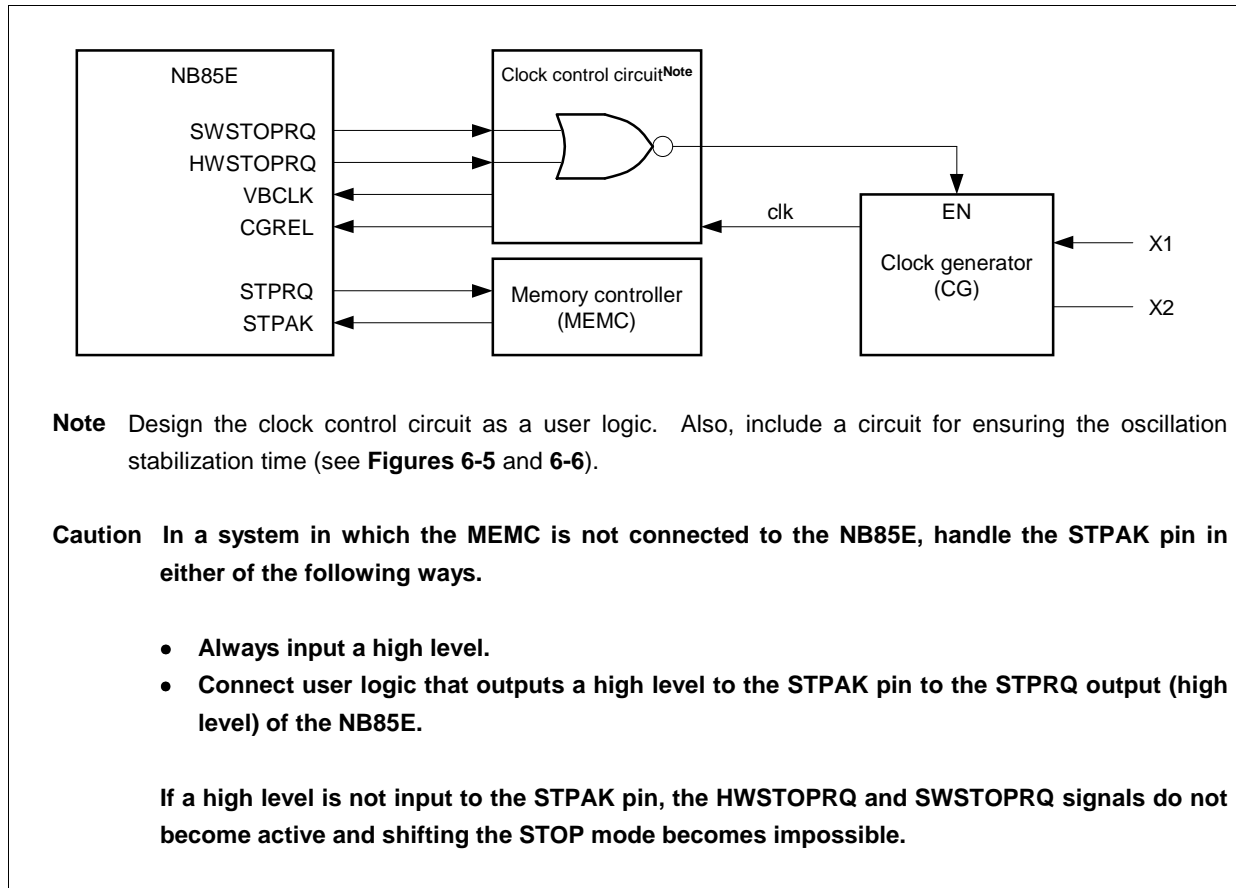 NB85E
Clock control circuitNote
SWSTOPRQ
HWSTOPRQ
VBCLK
CGREL
clk
EN
Clock generator
(CG)
X1
X2
STPRQ
STPAK
Memory controller
(MEMC)
Note Design the clock control circuit as a user logic. Also, include a circuit for ensuring the oscillation
stabilization time (see Figures 6-5 and 6-6).
Caution In a system in which the MEMC is not connected to the NB85E, handle the STPAK pin in
either of the following ways.
• Always input a high level.
• Connect user logic that outputs a high level to the STPAK pin to the STPRQ output (high
level) of the NB85E.
If a high level is not input to the STPAK pin, the HWSTOPRQ and SWSTOPRQ signals do not
become active and shifting the STOP mode becomes impossible.